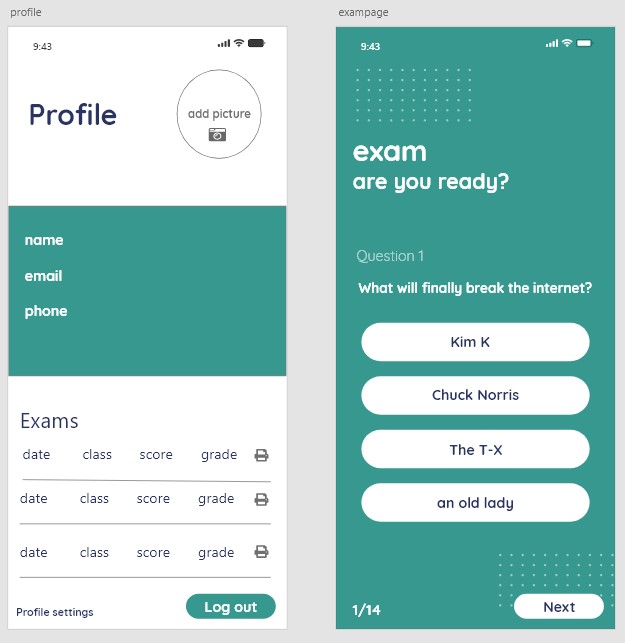 profile
9:43
Profile
add picture
name
email
phone
Exams
date class score grade
date class score grade
date class score grade
Profile settings
Log out
exampage
9:43
exam
are you ready?
Question 1
What will finally break the internet?
Kim K
Chuck Norris
The T-X
an old lady
1/14
Next